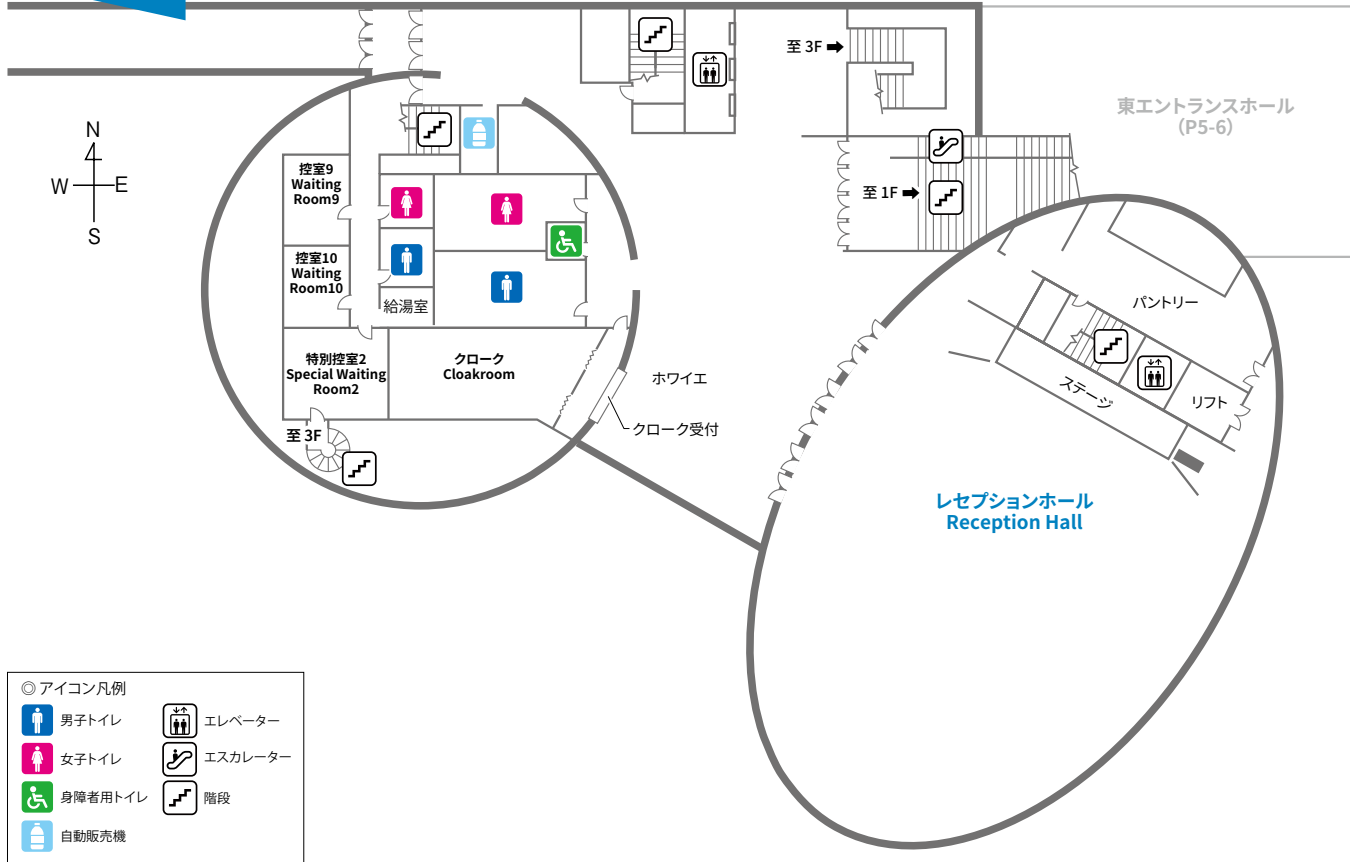 至 3F
東エントランスホール
(P5-6)
N
W
E
S
控室9
Waiting
Room9
至 1F
控室10
Waiting
Room10
給湯室
パントリー
特別控室2
Special Waiting
Room2
クローク
Cloakroom
ホワイエ
ステージ
リフト
至 3F
クローク受付
レセプションホール
Reception Hall
◎ アイコン凡例
男子トイレ
エレベーター
女子トイレ
エスカレーター
身障者用トイレ
階段
自動販売機